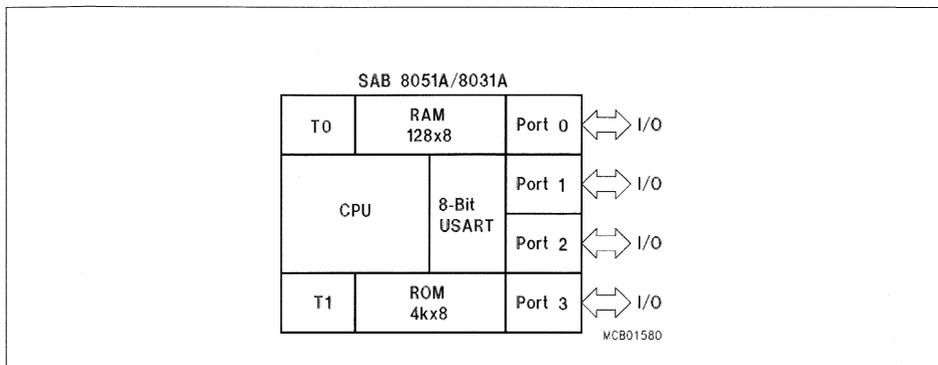 SAB 8051A/8031A
T0
RAM
128x8
Port 0
I/O
Port 1
I/O
CPU
8-Bit
USART
Port 2
I/O
T1
ROM
4kx8
Port 3
I/O
MCB01580